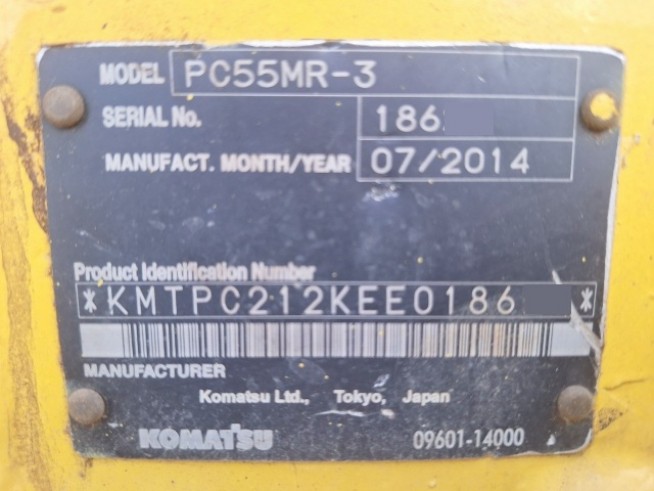 MODEL PC55MR-3
SERIAL No. 186
MANUFACT. MONTH/YEAR 07/2014
Product Identification Number
*KMTPC212KEE0186 *
MANUFACTURER
Komatsu Ltd., Tokyo, Japan
KOMATSU 09601-14000